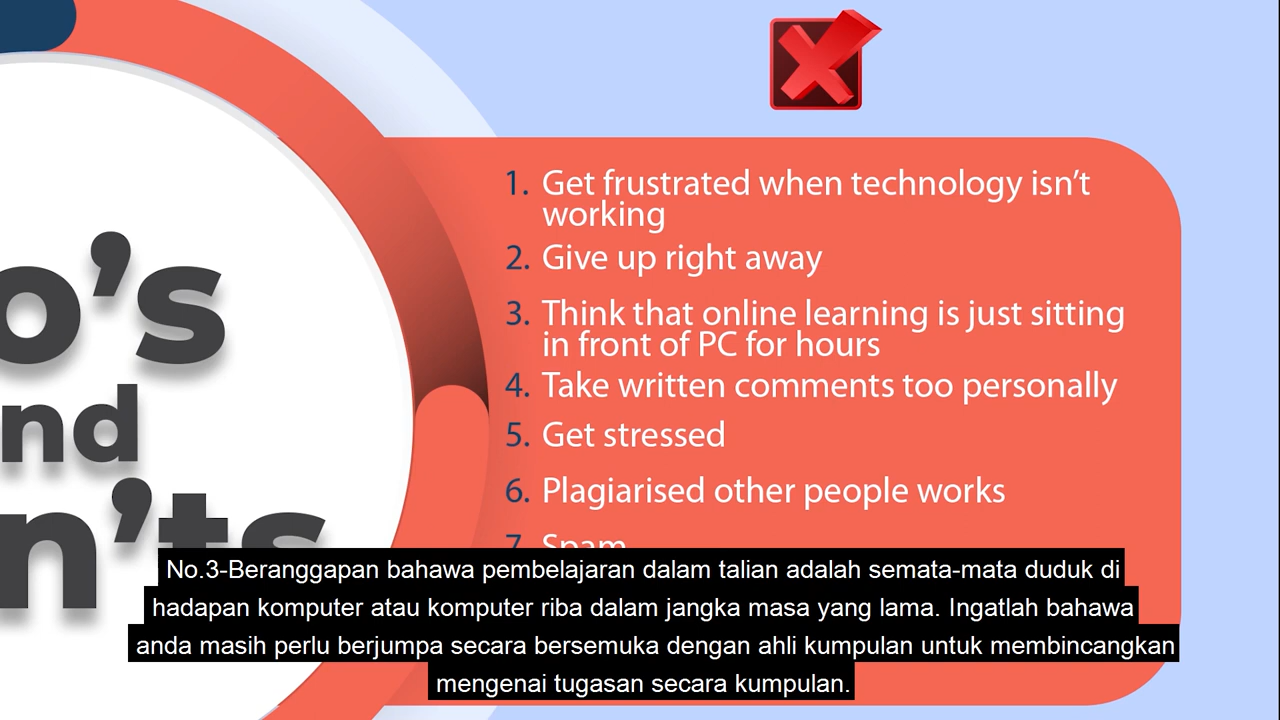 o's
nd
n'ts
1. Get frustrated when technology isn't
working
2. Give up right away
3. Think that online learning is just sitting
in front of PC for hours
4. Take written comments too personally
5. Get stressed
6. Plagiarised other people works
7. Spam
No.3-Beranggapan bahawa pembelajaran dalam talian adalah semata-mata duduk di
hadapan komputer atau komputer riba dalam jangka masa yang lama. Ingatlah bahawa
anda masih perlu berjumpa secara bersemuka dengan ahli kumpulan untuk membincangkan
mengenai tugasan secara kumpulan.